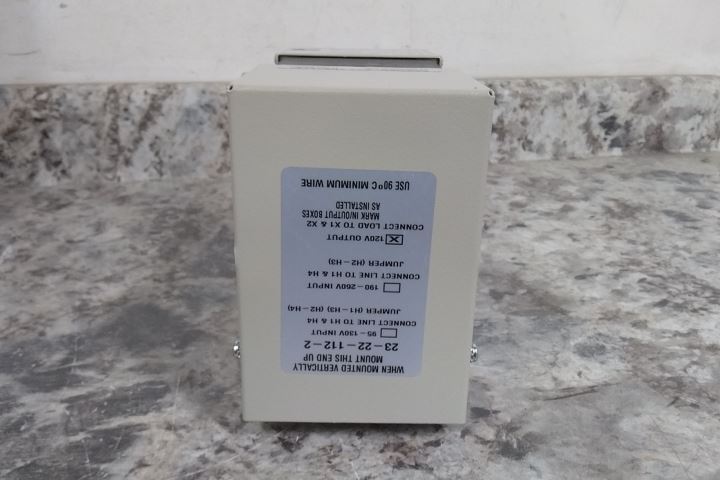 WHEN MOUNTED VERTICALLY
MOUNT THIS END UP
23-22-112-2
95-130V INPUT
CONNECT LINE TO H1 & H4
JUMPER (H1-H3) (H2-H4)
190-260V INPUT
CONNECT LINE TO H1 & H4
JUMPER (H2-H3)
120V OUTPUT
CONNECT LOAD TO X1 & X2
MARK IN/OUTPUT BOXES
AS INSTALLED
USE 90°C MINIMUM WIRE